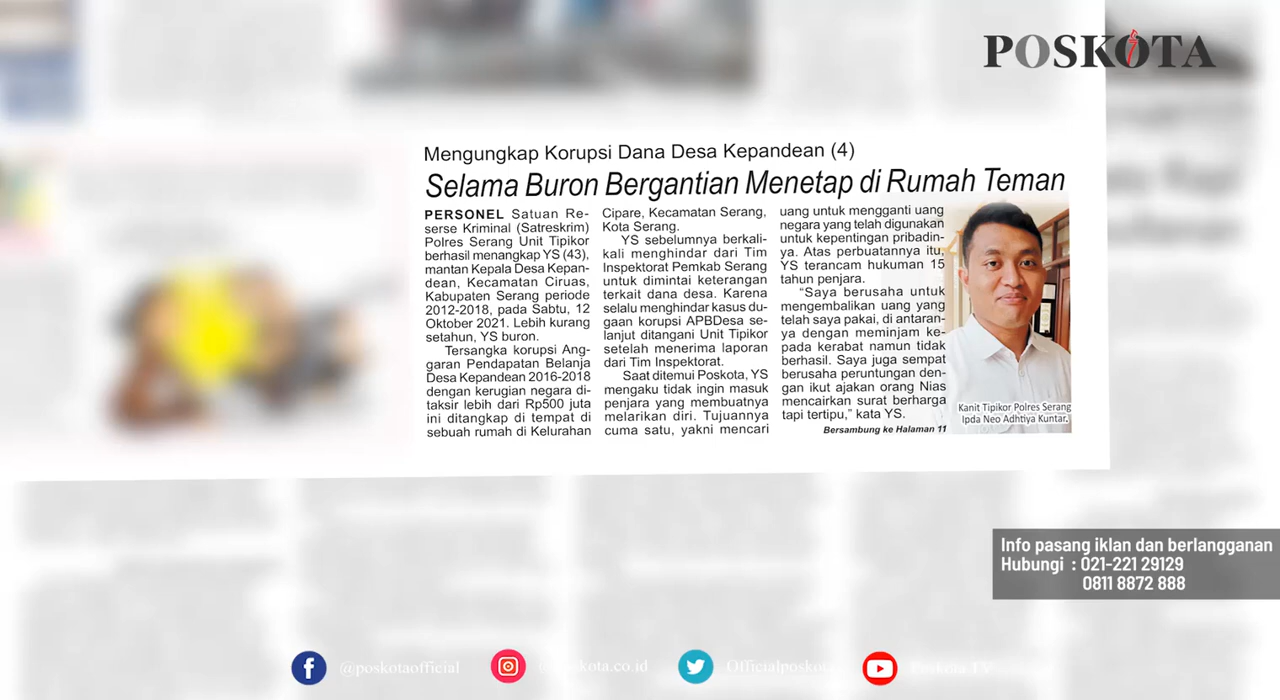 POSKOTA
Mengungkap Korupsi Dana Desa Kepandean (4)
Selama Buron Bergantian Menetap di Rumah Teman
PERSONEL Satuan Re-
serse Kriminal (Satreskrim)
Polres Serang Unit Tipikor
berhasil menangkap YS (43),
mantan Kepala Desa Kepan-
dean, Kecamatan Ciruas,
Kabupaten Serang periode
2012-2018, pada Sabtu, 12
Oktober 2021. Lebih kurang
setahun, YS buron.
Tersangka korupsi Ang-
garan Pendapatan Belanja
Desa Kepandean 2016-2018
dengan kerugian negara di-
taksir lebih dari Rp500 juta
ini ditangkap di tempat di
sebuah rumah di Kelurahan
Cipare, Kecamatan Serang,
Kota Serang.
YS sebelumnya berkali-
kali menghindar dari Tim
Inspektorat Pemkab Serang
untuk dimintai keterangan
terkait dana desa. Karena
selalu menghindar kasus du-
gaan korupsi APBDesa se-
lanjut ditangani Unit Tipikor
setelah menerima laporan
dari Tim Inspektorat.
Saat ditemui Poskota, YS
mengaku tidak ingin masuk
penjara yang membuatnya
melarikan diri. Tujuannya
cuma satu, yakni mencari
uang untuk mengganti uang
negara yang telah digunakan
untuk kepentingan pribadin-
ya. Atas perbuatannya itu,
YS terancam hukuman 15
tahun penjara.
"Saya berusaha untuk
mengembalikan uang yang
telah saya pakai, di antaran-
ya dengan meminjam ke-
pada kerabat namun tidak
berhasil. Saya juga sempat
berusaha peruntungan den-
gan ikut ajakan orang Nias
mencairkan surat berharga
tapi tertipu," kata YS.
Bersambung ke Halaman 11
Kanit Tipikor Polres Serang
Ipda Neo Adhtiya Kuntar.
Info pasang iklan dan berlangganan
Hubungi : 021-221 29129
0811 8872 888
@poskotaofficial
kota.co.id
Officialposkot
Poskota TV